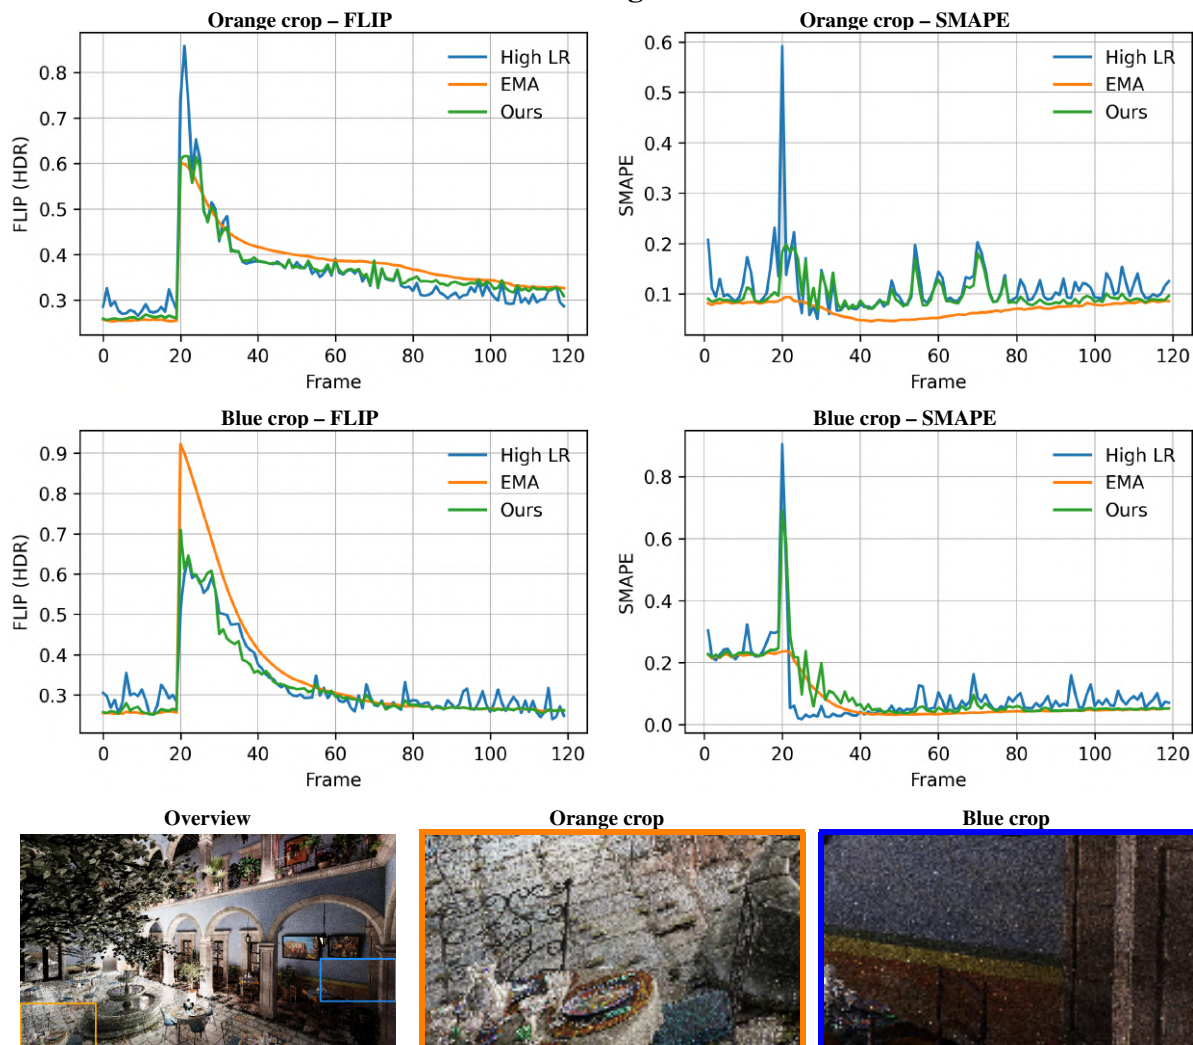 Orange crop – FLIP
0.8
0.7
0.6
0.5
0.4
0.3
FLIP (HDR)
High LR
EMA
Ours
0 20 40 60 80 100 120
Frame
Orange crop – SMAPE
0.6
0.5
0.4
0.3
0.2
0.1
SMAPE
High LR
EMA
Ours
0 20 40 60 80 100 120
Frame
Blue crop – FLIP
0.9
0.8
0.7
0.6
0.5
0.4
0.3
FLIP (HDR)
High LR
EMA
Ours
0 20 40 60 80 100 120
Frame
Blue crop – SMAPE
0.8
0.6
0.4
0.2
0.0
SMAPE
High LR
EMA
Ours
0 20 40 60 80 100 120
Frame
Overview
Orange crop
Blue crop